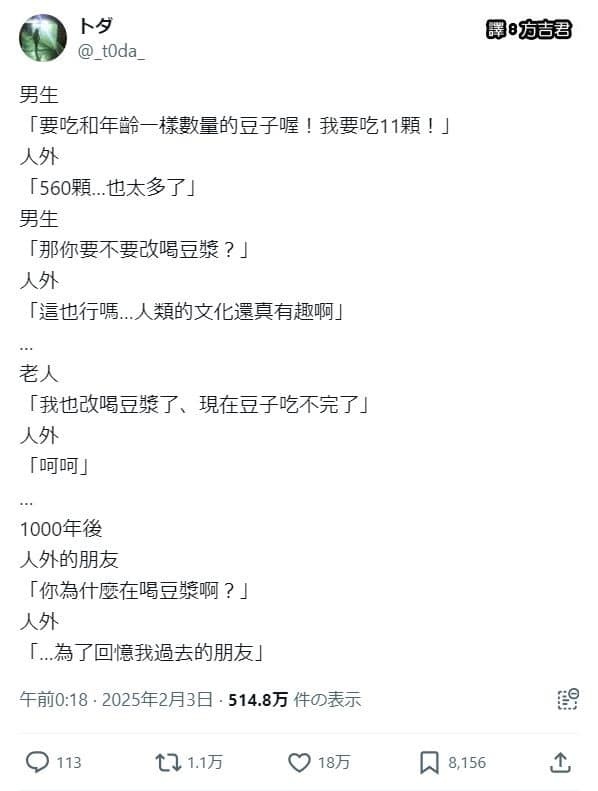 トダ
@_t0da_
譯:方吉君
男生
「要吃和年齡一樣數量的豆子喔！我要吃11顆！」
人外
「560顆...也太多了」
男生
「那你要不要改喝豆漿？」
人外
「這也行嗎...人類的文化還真有趣啊」
...
老人
「我也改喝豆漿了、現在豆子吃不完了」
人外
「呵呵」
...
1000年後
人外的朋友
「你為什麼在喝豆漿啊？」
人外
「...為了回憶我過去的朋友」
午前0:18 · 2025年2月3日 · 514.8万 件の表示
113 1.1万 18万 8,156